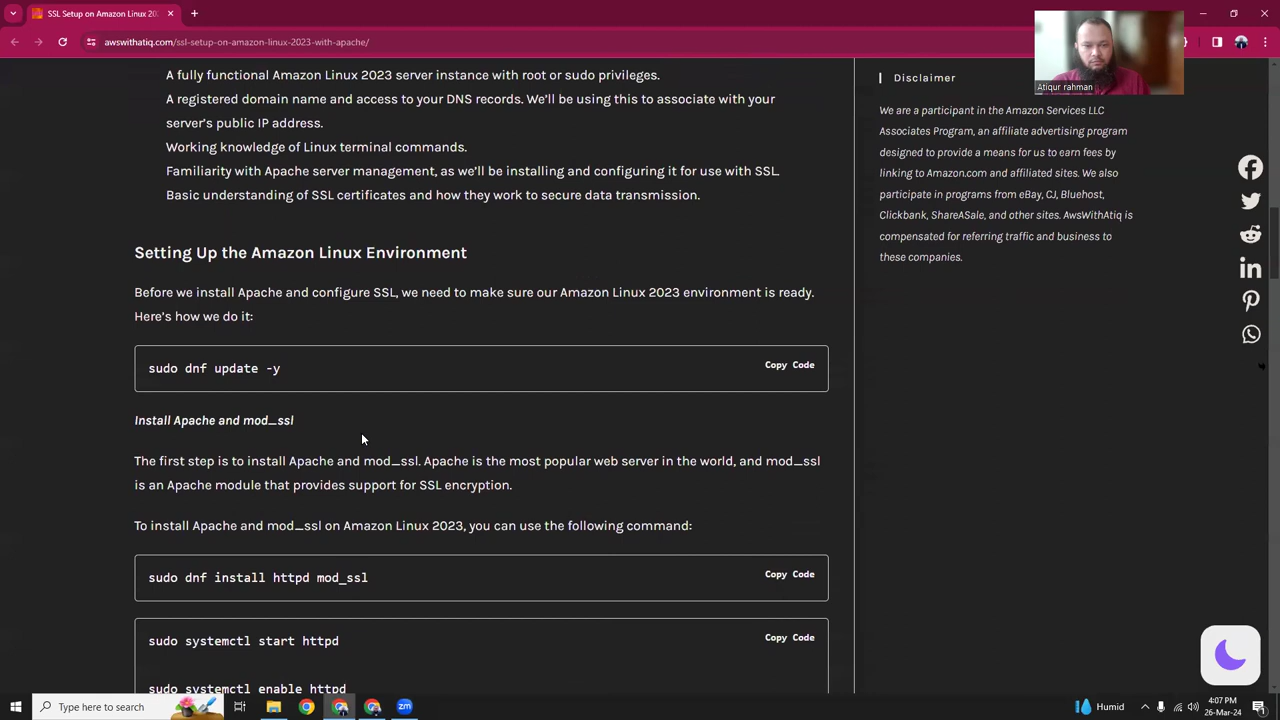 SSL Setup on Amazon Linux 202
awswithatiq.com/ssl-setup-on-amazon-linux-2023-with-apache/
Atiqur rahman
A fully functional Amazon Linux 2023 server instance with root or sudo privileges.
A registered domain name and access to your DNS records. We'll be using this to associate with your
server's public IP address.
Working knowledge of Linux terminal commands.
Familiarity with Apache server management, as we'll be installing and configuring it for use with SSL.
Basic understanding of SSL certificates and how they work to secure data transmission.
Setting Up the Amazon Linux Environment
Before we install Apache and configure SSL, we need to make sure our Amazon Linux 2023 environment is ready.
Here's how we do it:
sudo dnf update -y
Copy Code
Install Apache and mod_ssl
The first step is to install Apache and mod_ssl. Apache is the most popular web server in the world, and mod_ssl
is an Apache module that provides support for SSL encryption.
To install Apache and mod_ssl on Amazon Linux 2023, you can use the following command:
sudo dnf install httpd mod_ssl
Copy Code
sudo systemctl start httpd
Copy Code
sudo systemctl enable httpd
Disclaimer
We are a participant in the Amazon Services LLC
Associates Program, an affiliate advertising program
designed to provide a means for us to earn fees by
linking to Amazon.com and affiliated sites. We also
participate in programs from eBay, CJ, Bluehost,
Clickbank, ShareASale, and other sites. AwsWithAtiq is
compensated for referring traffic and business to
these companies.
Type here to search
zm
Humid
4:07 PM
26-Mar-24
1